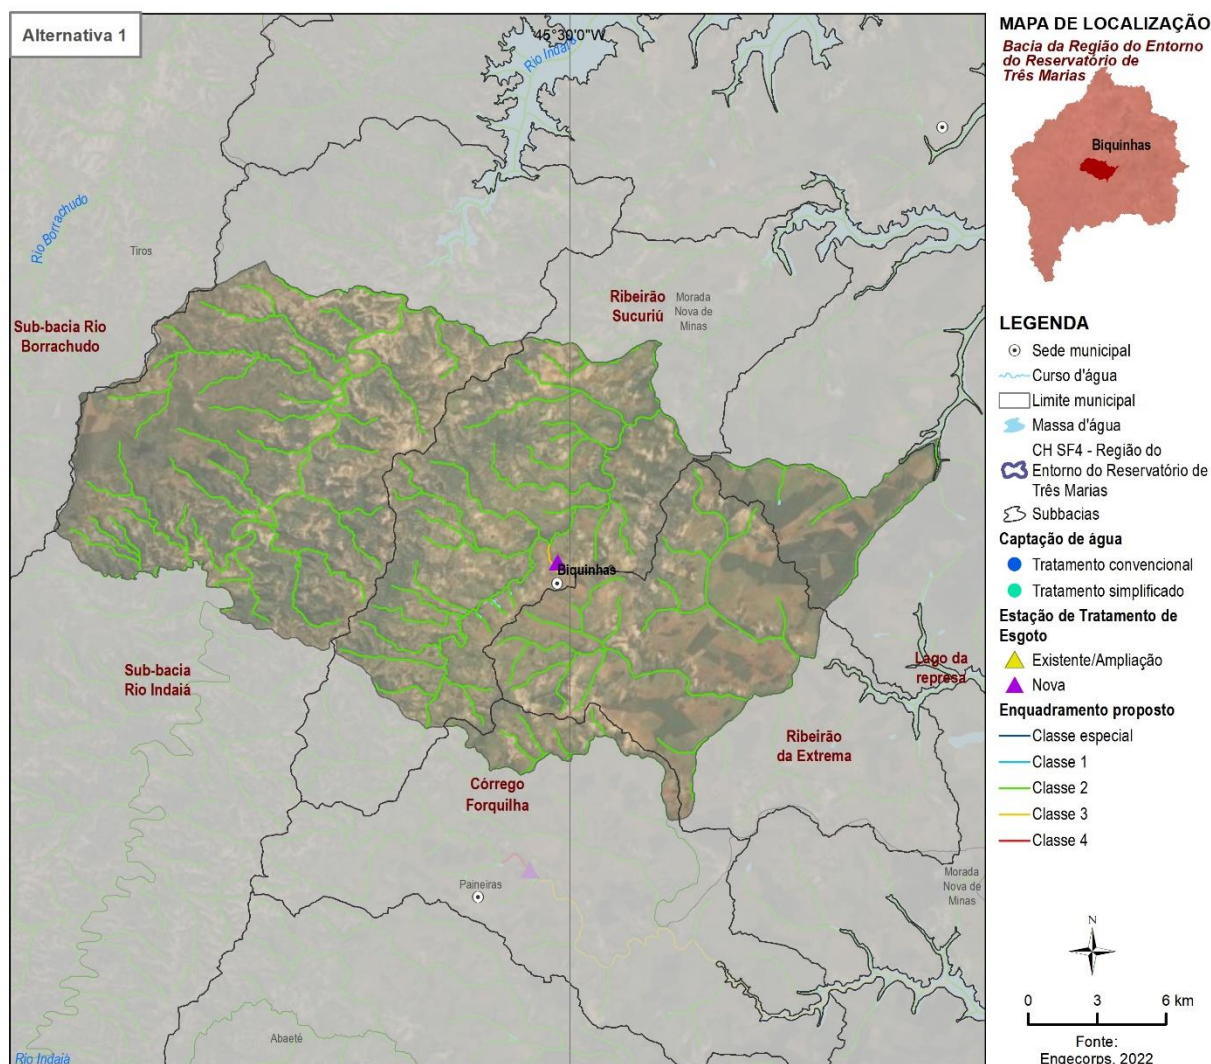 Alternativa 1
45°30'0"W
Rio Indaiá
Rio Borrachudo
Tiros
Sub-bacia Rio
Borrachudo
Ribeirão
Sucuriú
Morada
Nova de
Minas
Biquinhas
Sub-bacia
Rio Indaiá
Lago da
represa
Ribeirão
da Extrema
Córrego
Forquilha
Paineiras
Morada
Nova de
Minas
Abaeté
Rio Indaiá
MAPA DE LOCALIZAÇÃO
Bacia da Região do Entorno
do Reservatório de
Três Marias
Biquinhas
LEGENDA
Sede municipal
Curso d'água
Limite municipal
Massa d'água
CH SF4 - Região do
Entorno do Reservatório de
Três Marias
Subbacias
Captação de água
Tratamento convencional
Tratamento simplificado
Estação de Tratamento de
Esgoto
Existente/Ampliação
Nova
Enquadramento proposto
Classe especial
Classe 1
Classe 2
Classe 3
Classe 4
N
0 3 6 km
Fonte:
Engecorps, 2022